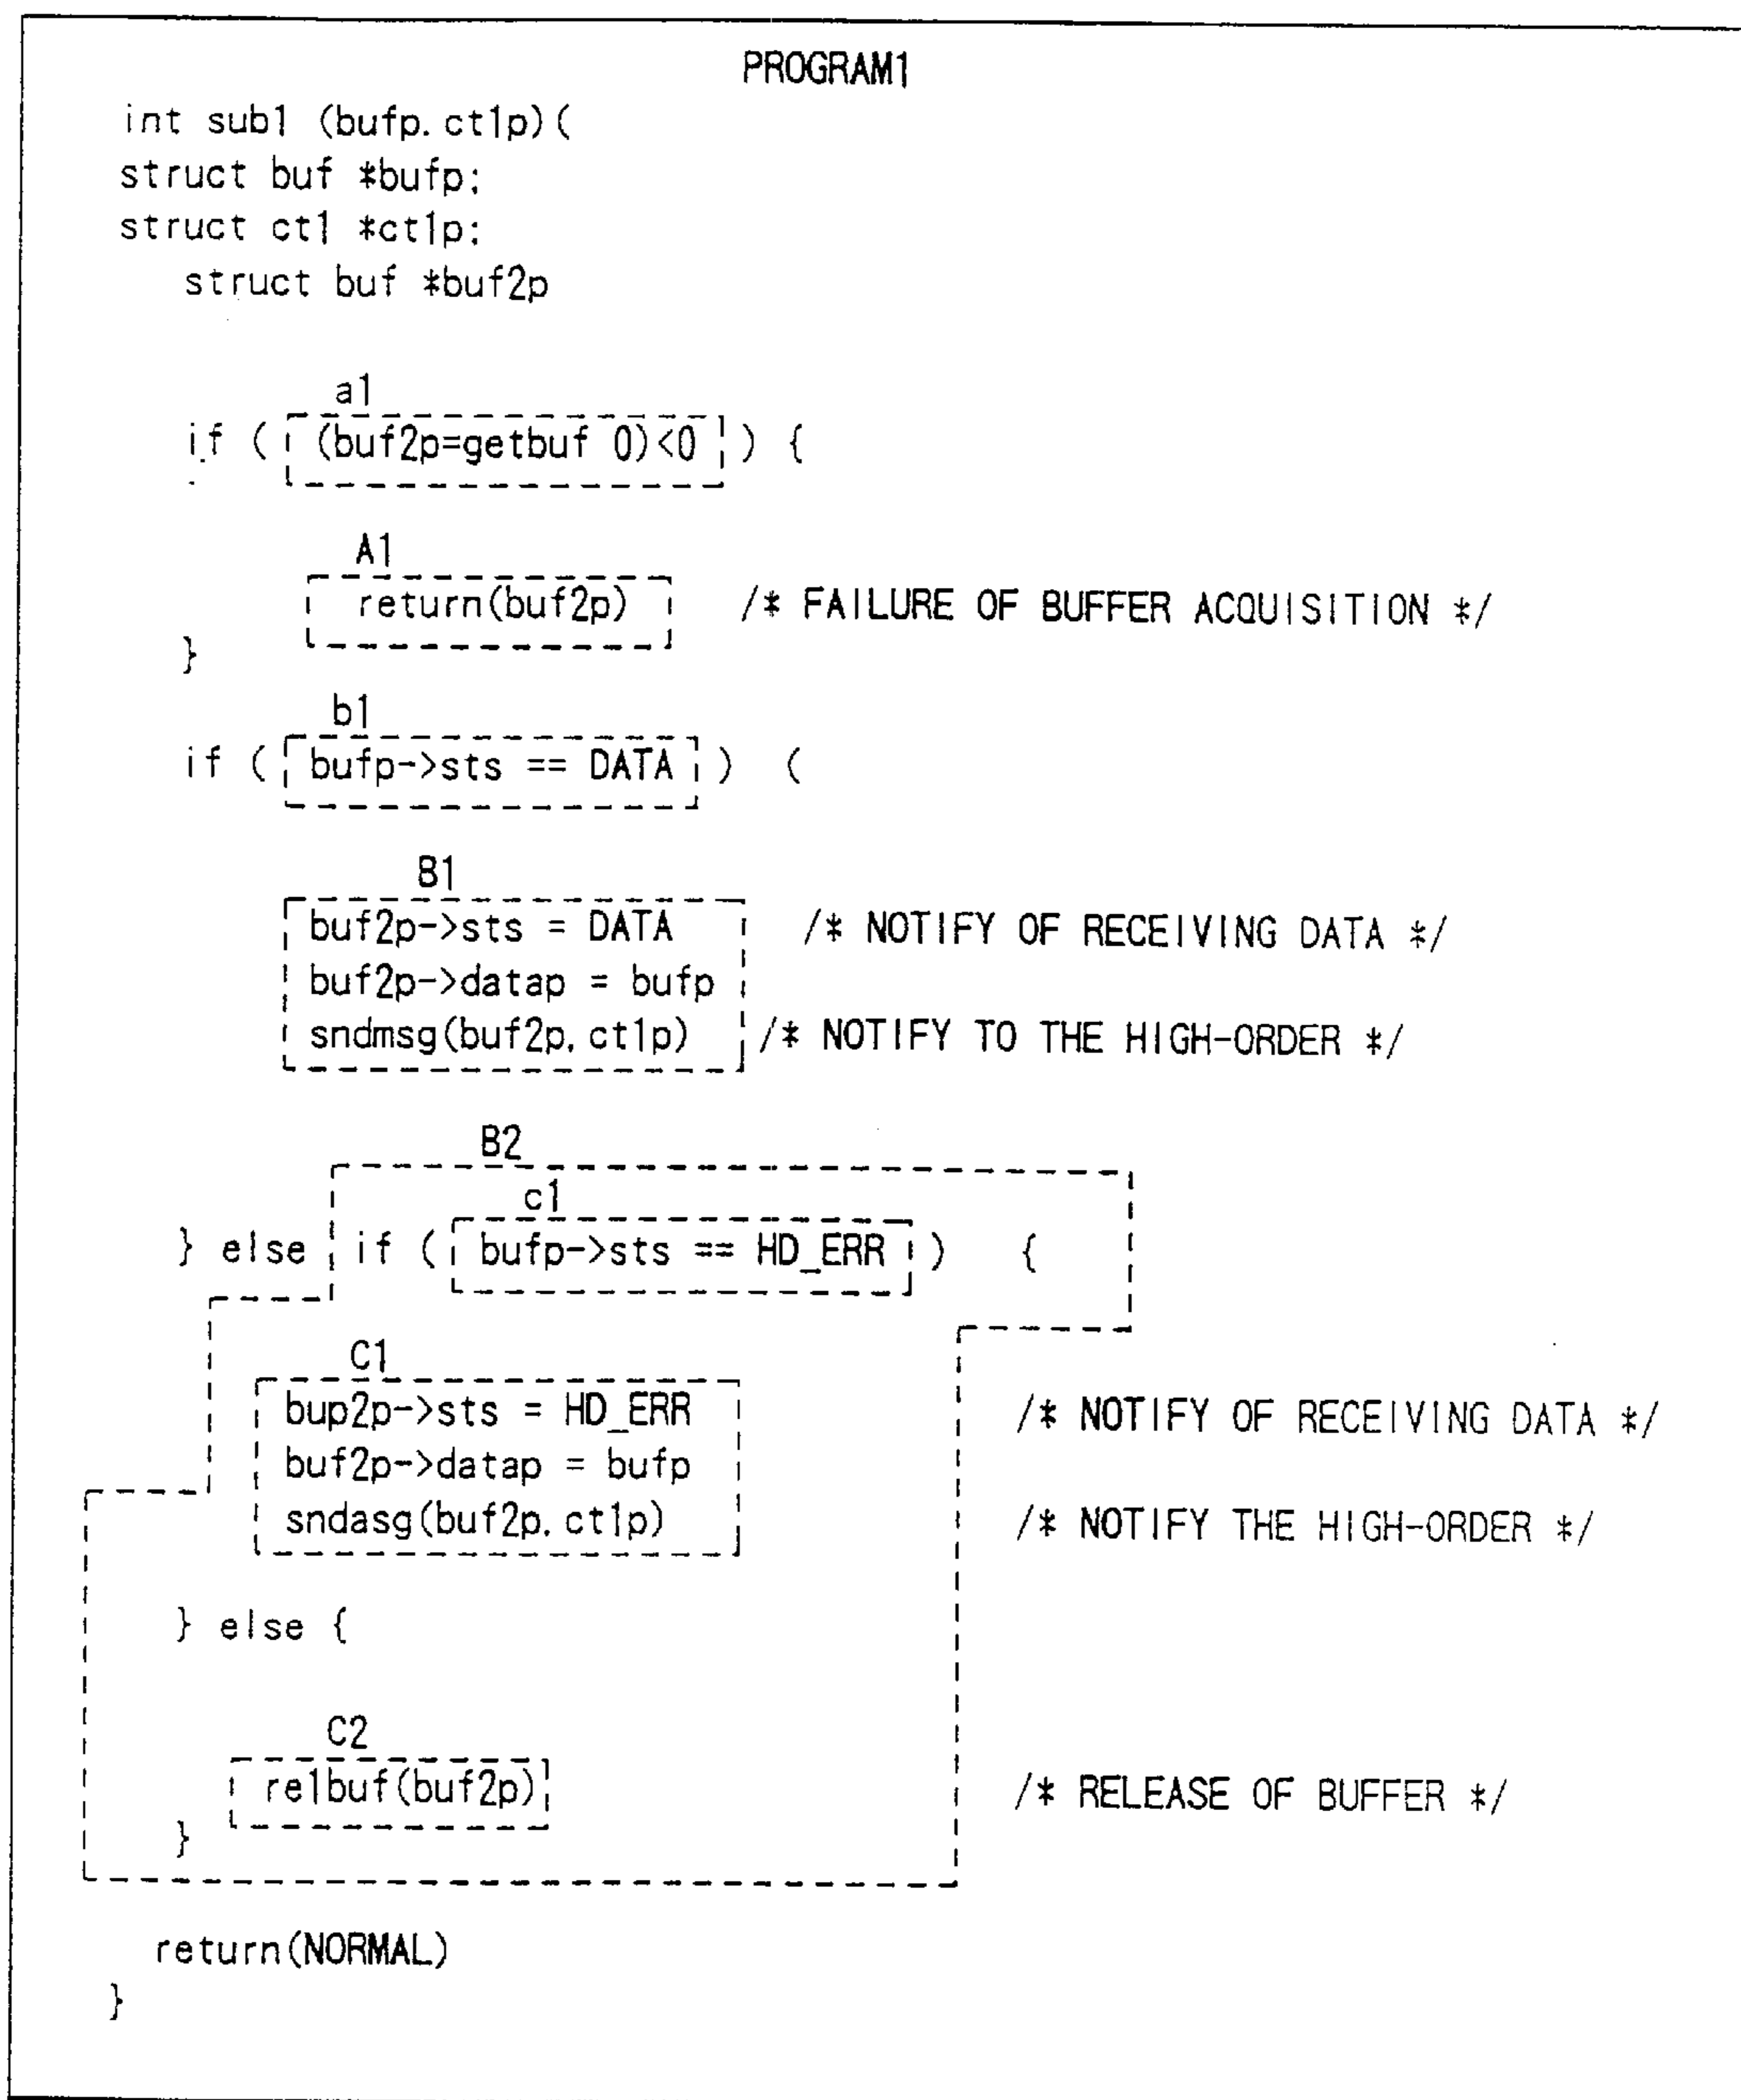 PROGRAM1
int sub1 (bufp.ct1p)(
struct buf *bufp;
struct ct1 *ct1p;
struct buf *buf2p
a1
if ( (buf2p=getbuf 0)<0 ) {
A1
return(buf2p) /* FAILURE OF BUFFER ACQUISITION */
}
b1
if ( bufp->sts == DATA ) (
B1
buf2p->sts = DATA /* NOTIFY OF RECEIVING DATA */
buf2p->datap = bufp
sndmsg(buf2p.ct1p) /* NOTIFY TO THE HIGH-ORDER */
B2
c1
} else if ( bufp->sts == HD_ERR ) {
C1
bup2p->sts = HD_ERR /* NOTIFY OF RECEIVING DATA */
buf2p->datap = bufp
sndasg(buf2p.ct1p) /* NOTIFY THE HIGH-ORDER */
} else {
C2
relbuf(buf2p) /* RELEASE OF BUFFER */
}
return(NORMAL)
}